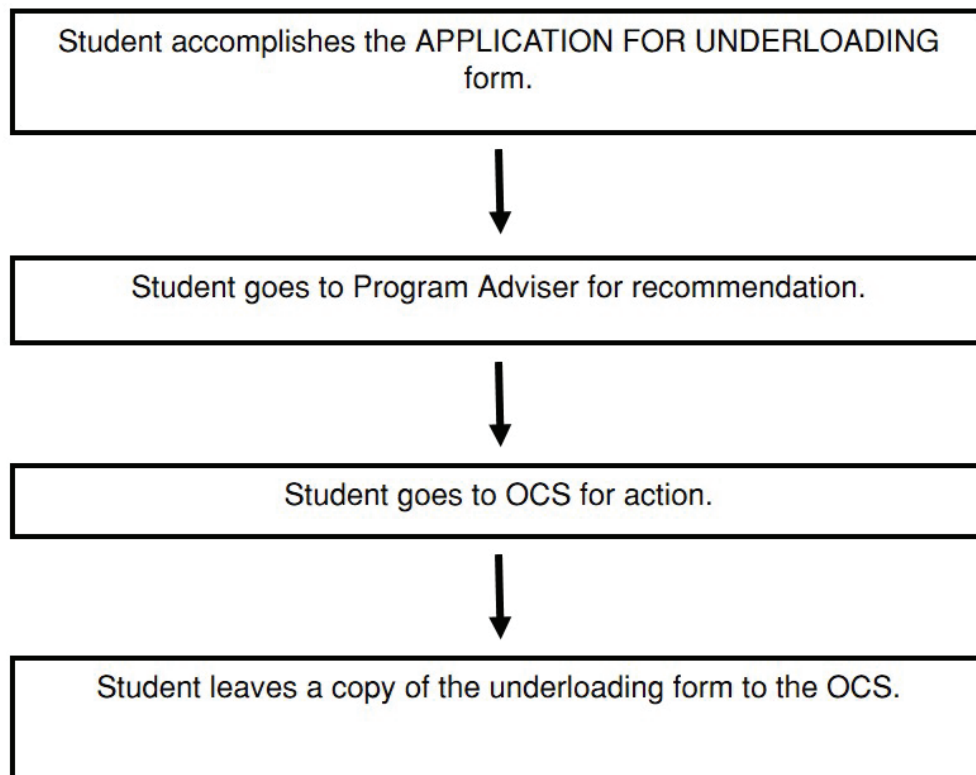 Student accomplishes the APPLICATION FOR UNDERLOADING
form.
Student goes to Program Adviser for recommendation.
Student goes to OCS for action.
Student leaves a copy of the underloading form to the OCS.